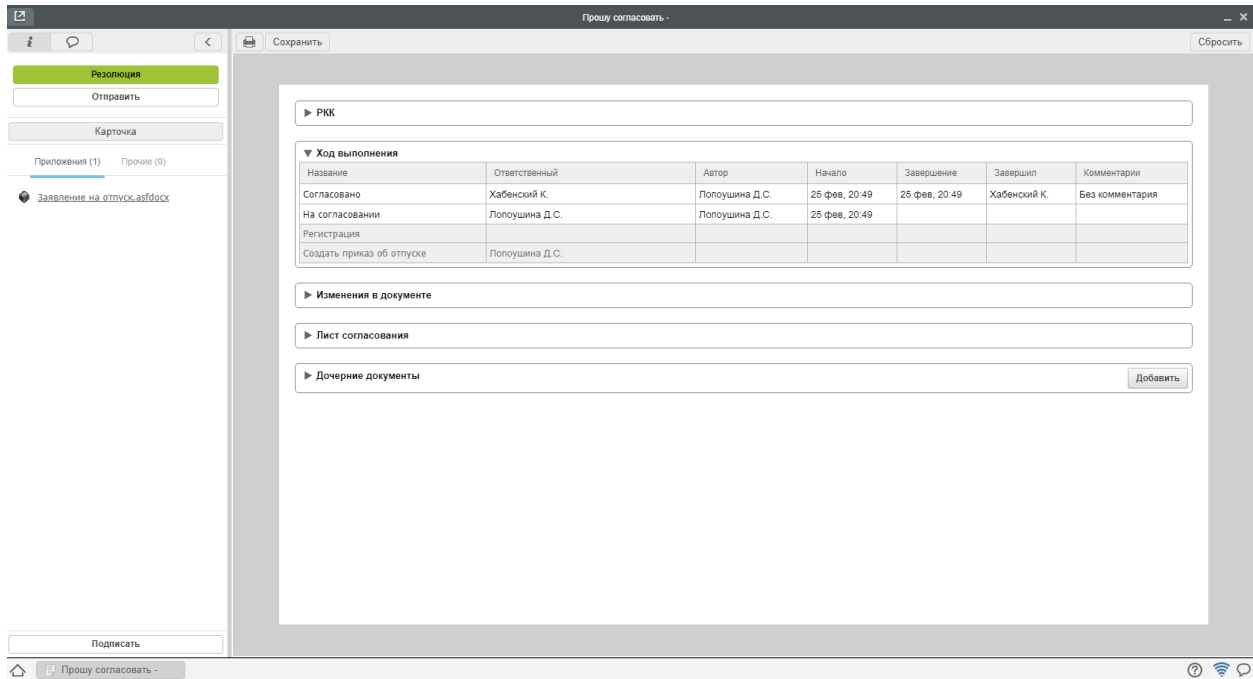 Прошу согласовать -
i
Сохранить
Сбросить
Резолюция
Отправить
Карточка
Приложения (1) Прочие (0)
Заявление на отпуск.asfdocx
РКК
Ход выполнения
Название Ответственный Автор Начало Завершение Завершил Комментарии
Согласовано Хабенский К. Лопоушина Д.С. 25 фев, 20:49 25 фев, 20:49 Хабенский К. Без комментария
На согласовании Лопоушина Д.С. Лопоушина Д.С. 25 фев, 20:49
Регистрация
Создать приказ об отпуске Лопоушина Д.С.
Изменения в документе
Лист согласования
Дочерние документы Добавить
Подписать
Прошу согласовать -